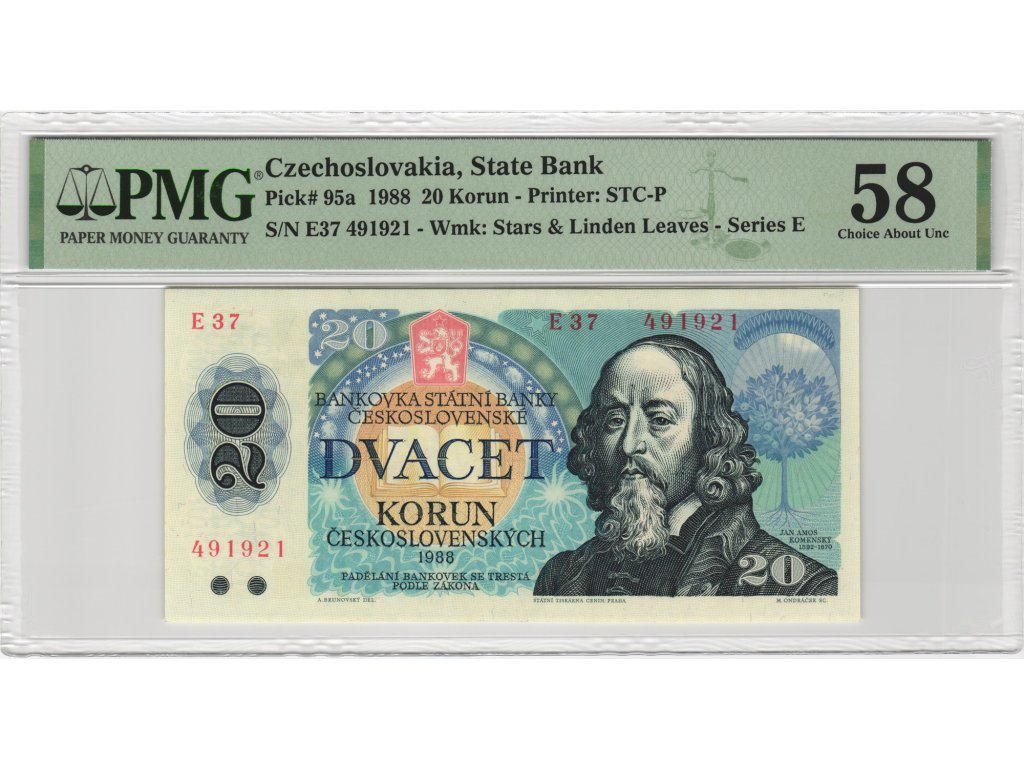 PMG®
PAPER MONEY GUARANTY
Czechoslovakia, State Bank
Pick# 95a 1988 20 Korun - Printer: STC-P
S/N E37 491921 - Wmk: Stars & Linden Leaves - Series E
58
Choice About Unc
E 37
20
E 37 491921
BANKOVKA STÁTNÍ BANKY
ČESKOSLOVENSKÉ
20
DVACET
KORUN
ČESKOSLOVENSKÝCH
1988
JAN AMOS
KOMENSKÝ
1592-1670
491921
PADĚLÁNÍ BANKOVEK SE TRESTÁ
PODLE ZÁKONA
20
A. BRUNOVSKÝ DEL.
STÁTNÍ TISKÁRNA CENIN, PRAHA
M. ONDRÁČEK SC.